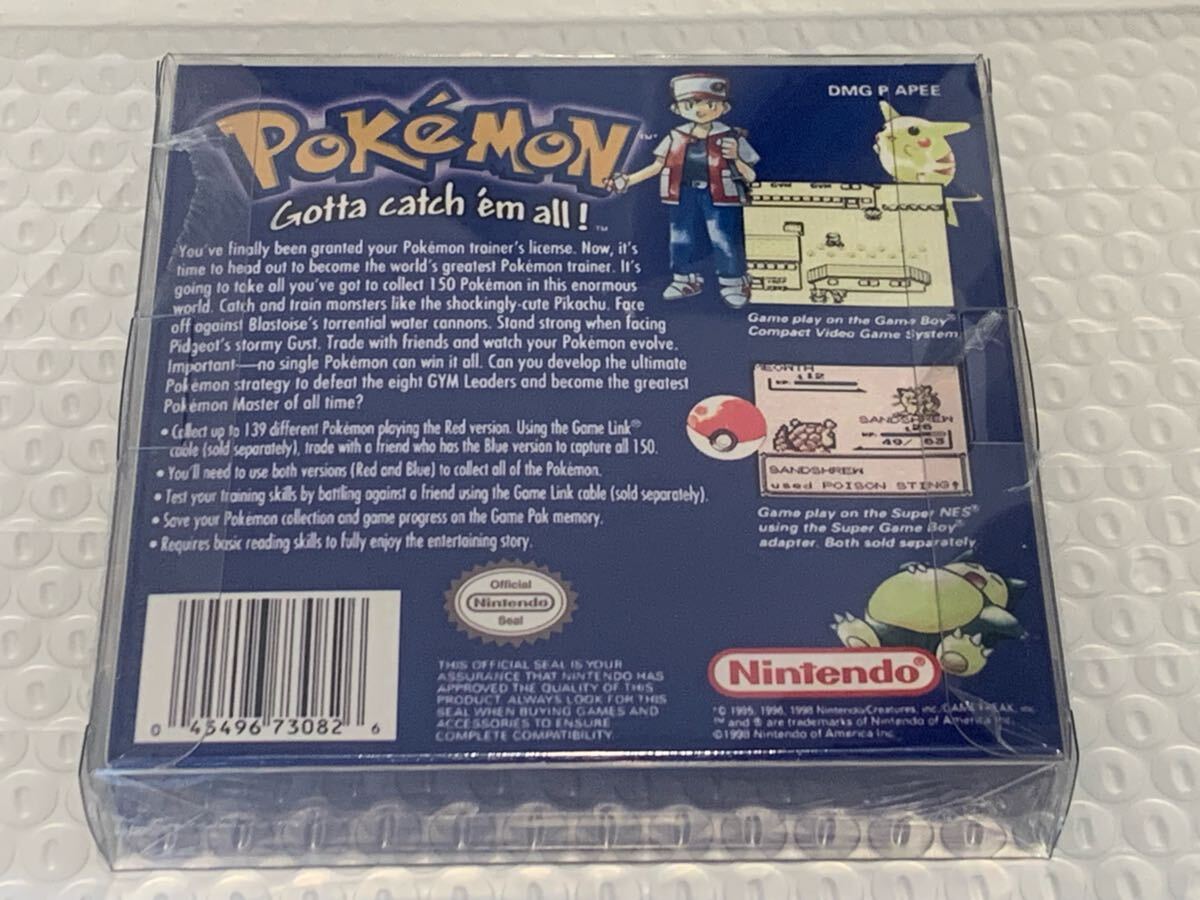 DMG P APEE
POKéMON™
Gotta catch 'em all!™
You've finally been granted your Pokémon trainer's license. Now, it's
time to head out to become the world's greatest Pokémon trainer. It's
going to take all you've got to collect 150 Pokémon in this enormous
world. Catch and train monsters like the shockingly-cute Pikachu. Face
off against Blastoise's torrential water cannons. Stand strong when facing
Pidgeot's stormy Gust. Trade with friends and watch your Pokémon evolve.
Important—no single Pokémon can win it all. Can you develop the ultimate
Pokémon strategy to defeat the eight GYM Leaders and become the greatest
Pokémon Master of all time?
• Collect up to 139 different Pokémon playing the Red version. Using the Game Link®
cable (sold separately), trade with a friend who has the Blue version to capture all 150.
• You'll need to use both versions (Red and Blue) to collect all of the Pokémon.
• Test your training skills by battling against a friend using the Game Link cable (sold separately).
• Save your Pokémon collection and game progress on the Game Pak memory.
• Requires basic reading skills to fully enjoy the entertaining story.
GYM GYM
Game play on the Game Boy®
Compact Video Game System
MEOWTH
:L12
HP:
SANDSHREW
:L26
HP:
49/ 63
SANDSHREW
used POISON STING!
Game play on the Super NES®
using the Super Game Boy®
adapter. Both sold separately
Official
Nintendo
Seal
THIS OFFICIAL SEAL IS YOUR
ASSURANCE THAT NINTENDO HAS
APPROVED THE QUALITY OF THIS
PRODUCT. ALWAYS LOOK FOR THIS
SEAL WHEN BUYING GAMES AND
ACCESSORIES TO ENSURE
COMPLETE COMPATIBILITY.
0 45496 73082 6
Nintendo®
© 1995, 1996, 1998 Nintendo/Creatures, inc./GAME FREAK, inc.
™ and ® are trademarks of Nintendo of America Inc.
©1998 Nintendo of America Inc.